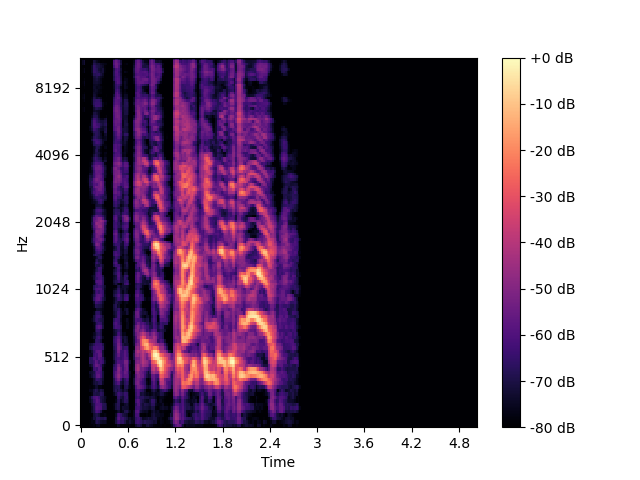 Hz
8192
4096
2048
1024
512
0
0 0.6 1.2 1.8 2.4 3 3.6 4.2 4.8
Time
+0 dB
-10 dB
-20 dB
-30 dB
-40 dB
-50 dB
-60 dB
-70 dB
-80 dB